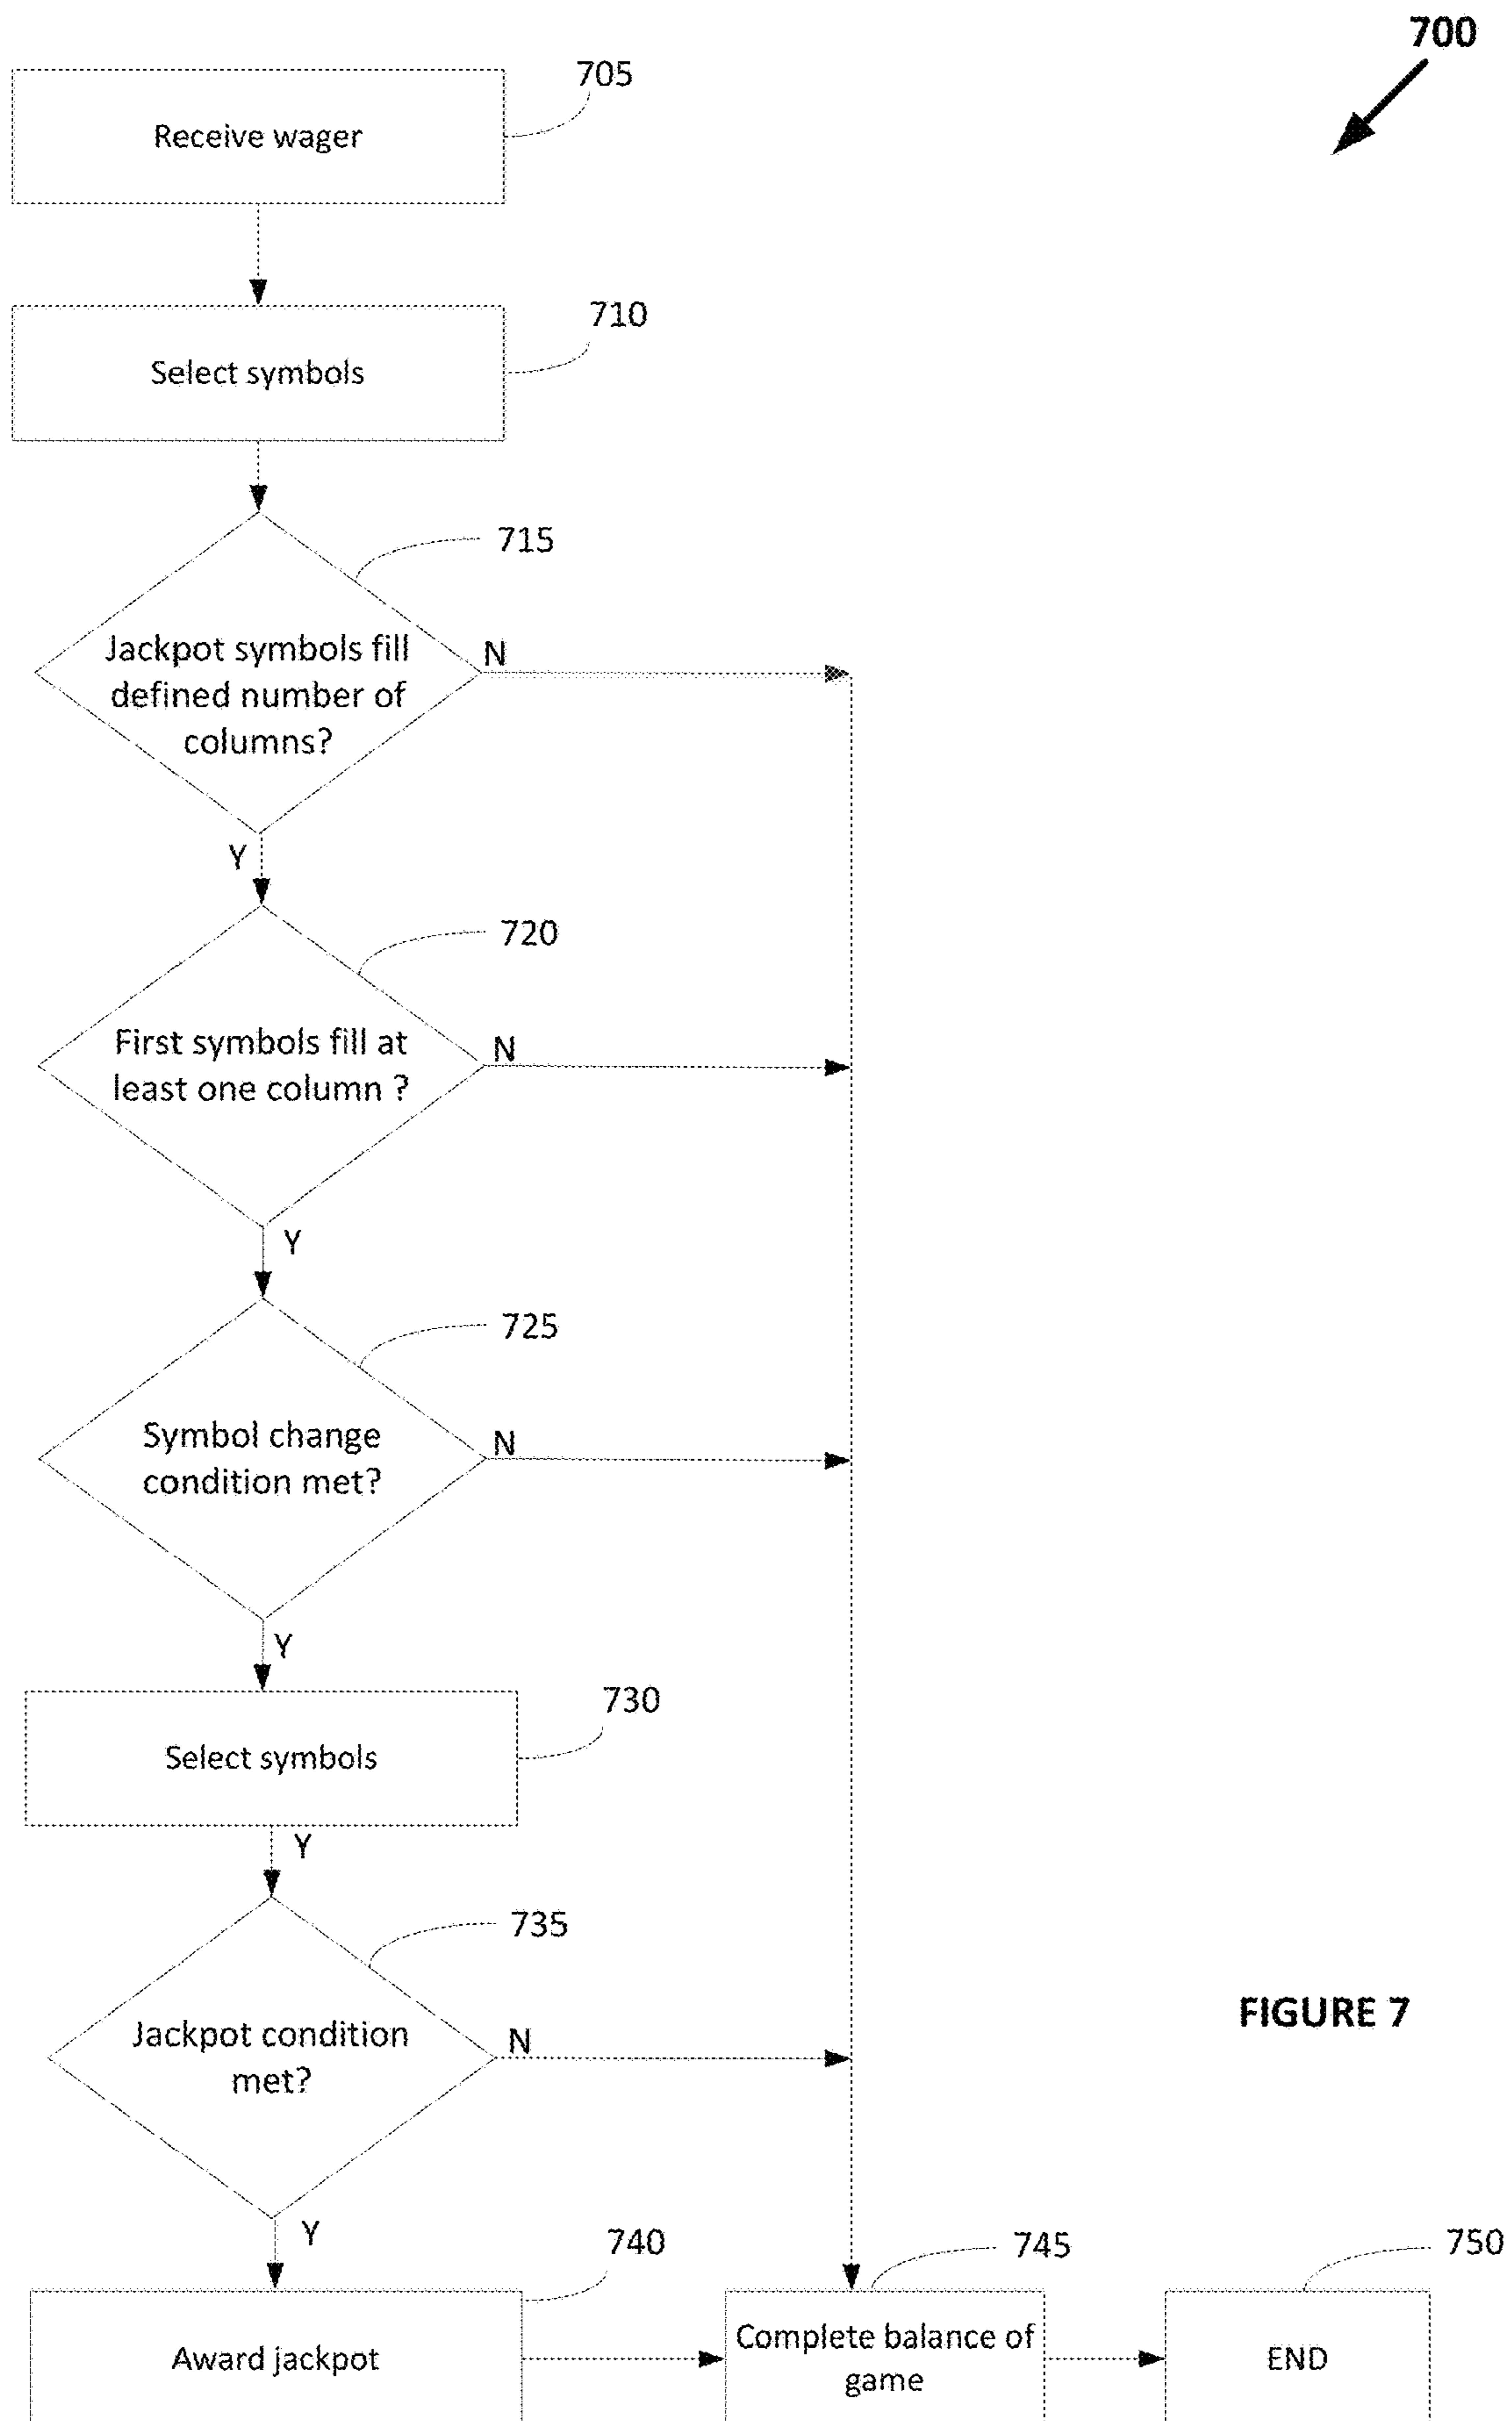 700
705
Receive wager
710
Select symbols
715
Jackpot symbols fill
defined number of
columns?
N
Y
720
First symbols fill at
least one column ?
N
Y
725
Symbol change
condition met?
N
Y
730
Select symbols
Y
735
Jackpot condition
met?
N
FIGURE 7
Y
740
745
750
Award jackpot
Complete balance of
game
END